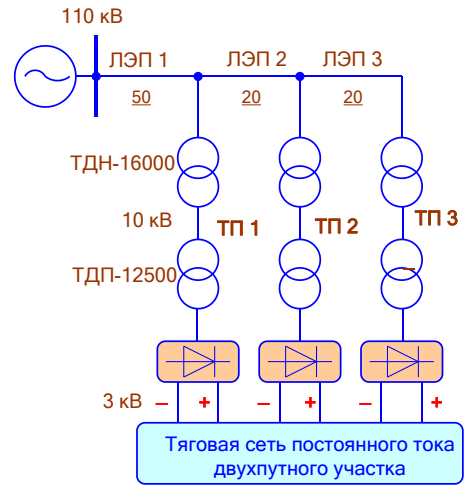 110 кВ
ЛЭП 1 ЛЭП 2 ЛЭП 3
50 20 20
ТДН-16000
10 кВ ТП 1 ТП 2 ТП 3
ТДП-12500
3 кВ – + – + – +
Тяговая сеть постоянного тока
двухпутного участка